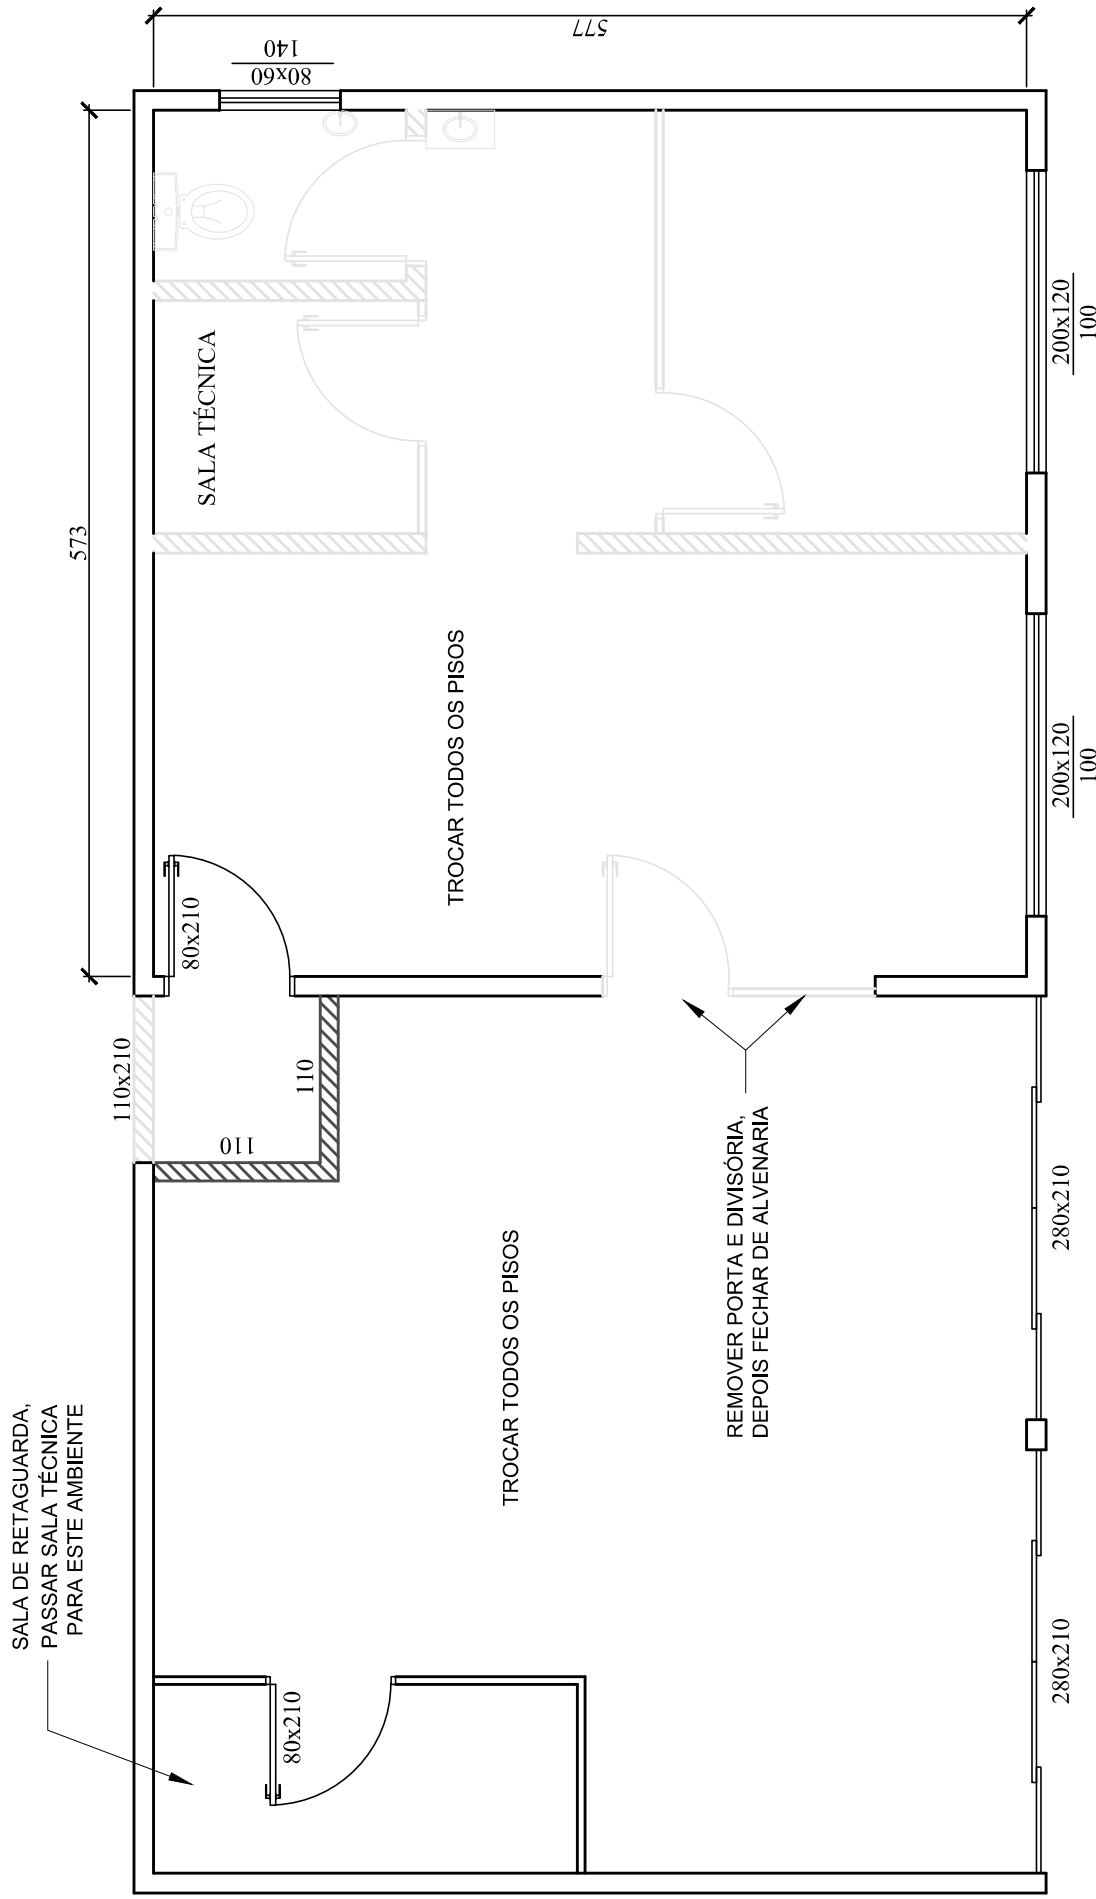 SALA DE RETAGUARDA,
PASSAR SALA TÉCNICA
PARA ESTE AMBIENTE
110x210
573
140
80x60
577
80x210
110
110
SALA TÉCNICA
80x210
TROCAR TODOS OS PISOS
TROCAR TODOS OS PISOS
REMOVER PORTA E DIVISÓRIA,
DEPOIS FECHAR DE ALVENARIA
280x210
280x210
200x120
100
200x120
100